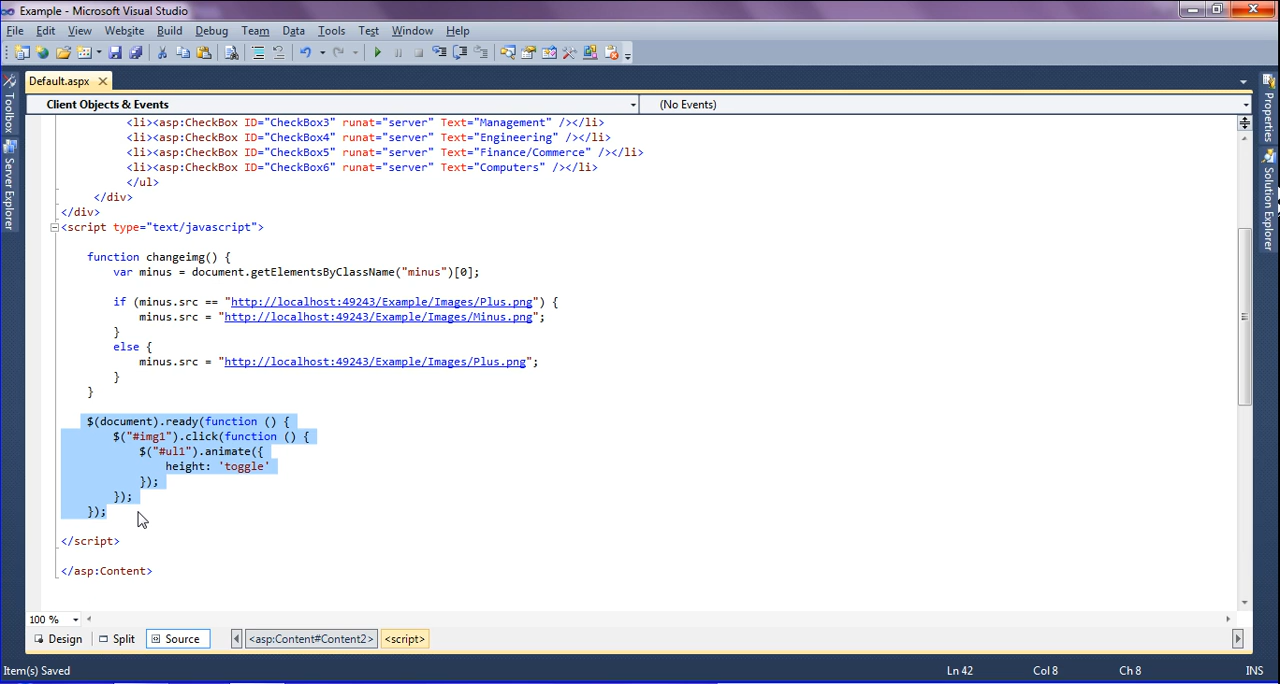 Example - Microsoft Visual Studio
File Edit View Website Build Debug Team Data Tools Test Window Help
Default.aspx
Client Objects & Events (No Events)
<li><asp:CheckBox ID="CheckBox3" runat="server" Text="Management" /></li>
<li><asp:CheckBox ID="CheckBox4" runat="server" Text="Engineering" /></li>
<li><asp:CheckBox ID="CheckBox5" runat="server" Text="Finance/Commerce" /></li>
<li><asp:CheckBox ID="CheckBox6" runat="server" Text="Computers" /></li>
</ul>
</div>
</div>
<script type="text/javascript">
function changeimg() {
var minus = document.getElementsByClassName("minus")[0];
if (minus.src == "http://localhost:49243/Example/Images/Plus.png") {
minus.src = "http://localhost:49243/Example/Images/Minus.png";
}
else {
minus.src = "http://localhost:49243/Example/Images/Plus.png";
}
}
$(document).ready(function () {
$("#img1").click(function () {
$("#ul1").animate({
height: 'toggle'
});
});
});
</script>
</asp:Content>
Toolbox
Server Explorer
Properties
Solution Explorer
100 %
Design Split Source <asp:Content#Content2> <script>
Item(s) Saved Ln 42 Col 8 Ch 8 INS